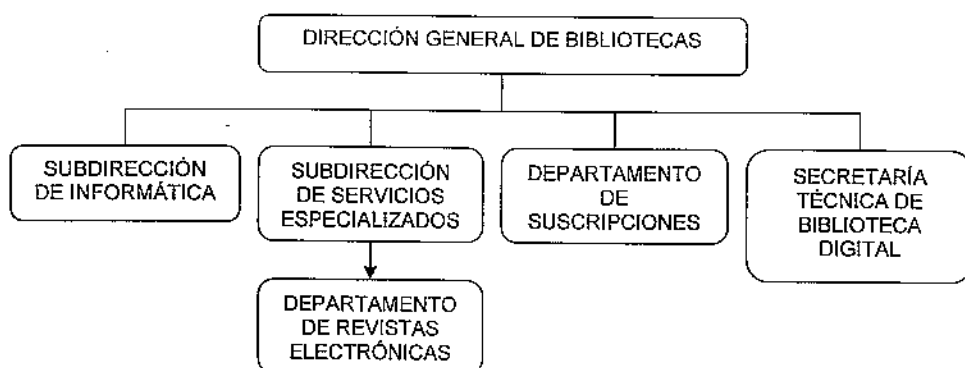 DIRECCIÓN GENERAL DE BIBLIOTECAS
SUBDIRECCIÓN
DE INFORMÁTICA
SUBDIRECCIÓN
DE SERVICIOS
ESPECIALIZADOS
DEPARTAMENTO
DE
SUSCRIPCIONES
SECRETARÍA
TÉCNICA DE
BIBLIOTECA
DIGITAL
DEPARTAMENTO
DE REVISTAS
ELECTRÓNICAS